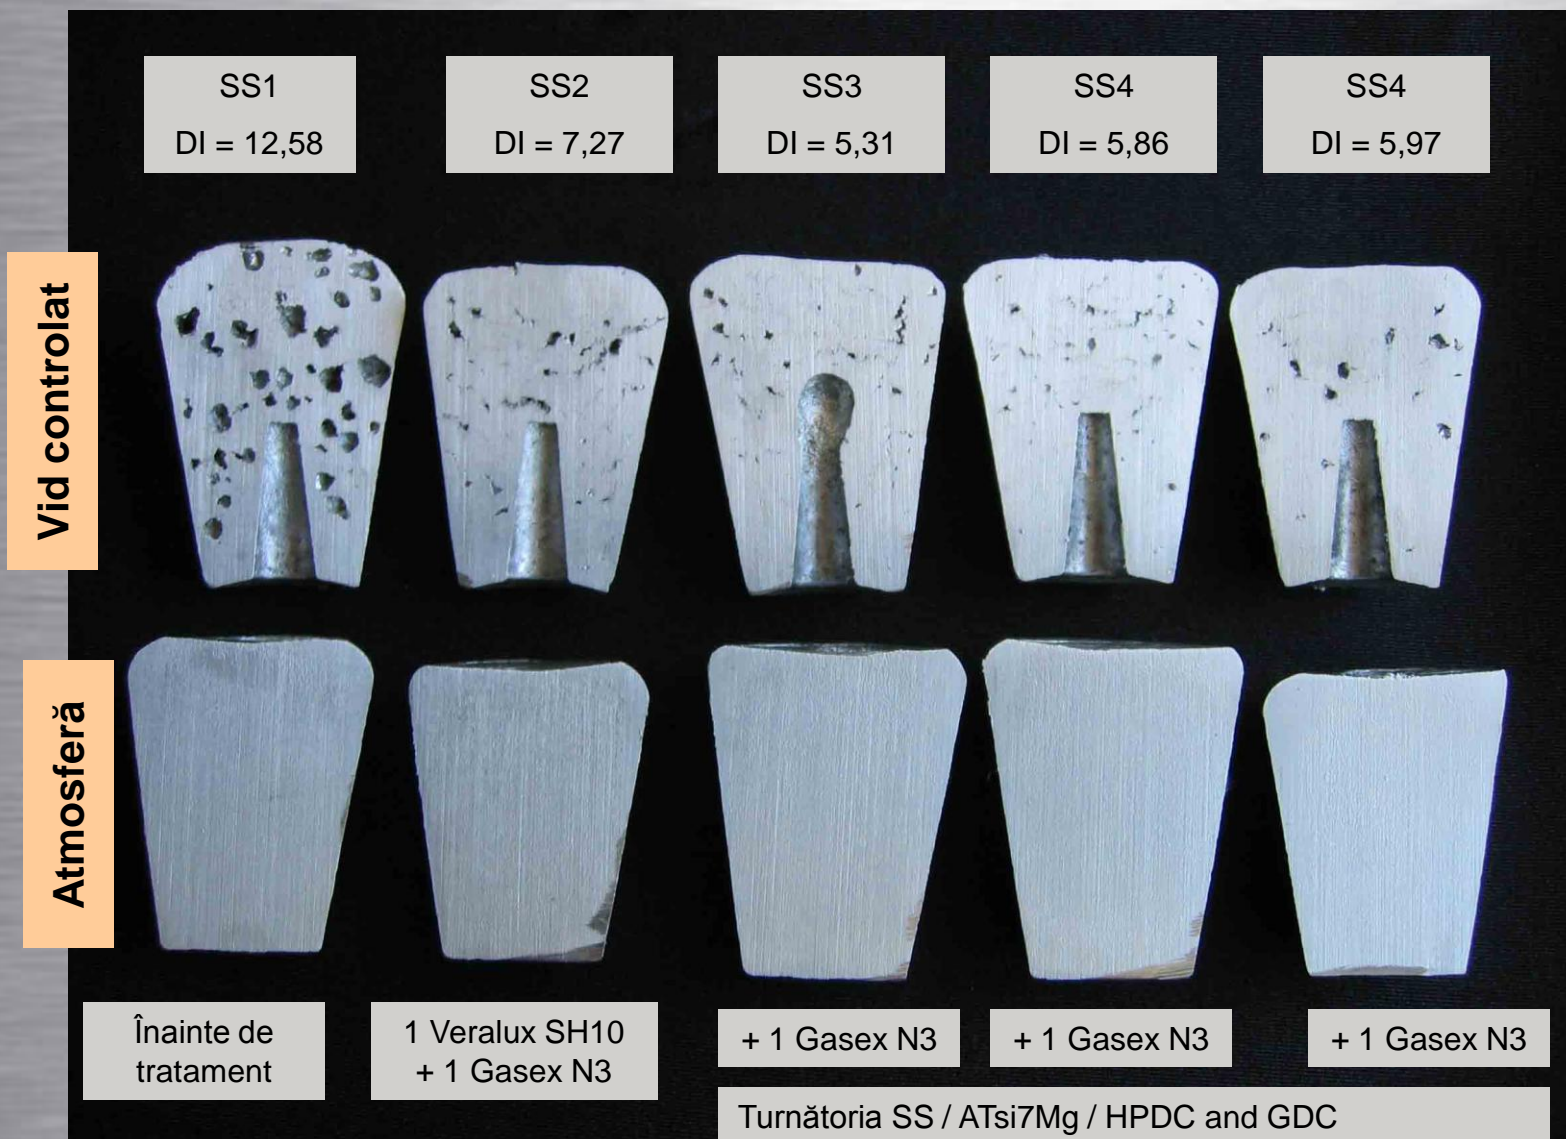 SS1
DI = 12,58
SS2
DI = 7,27
SS3
DI = 5,31
SS4
DI = 5,86
SS4
DI = 5,97
Vid controlat
Atmosferă
Înainte de
tratament
1 Veralux SH10
+ 1 Gasex N3
+ 1 Gasex N3
+ 1 Gasex N3
+ 1 Gasex N3
Turnătoria SS / ATsi7Mg / HPDC and GDC